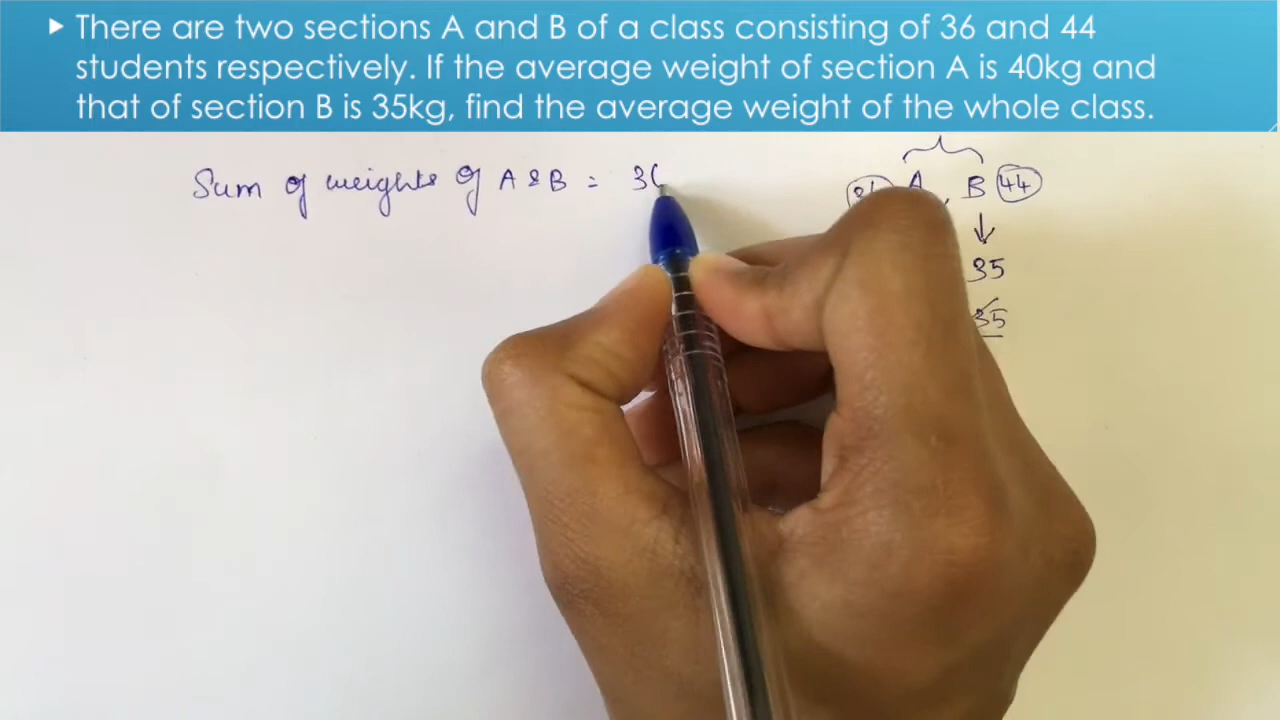 There are two sections A and B of a class consisting of 36 and 44
students respectively. If the average weight of section A is 40kg and
that of section B is 35kg, find the average weight of the whole class.
Sum of weights of A & B = 36
A, B 44
35
35